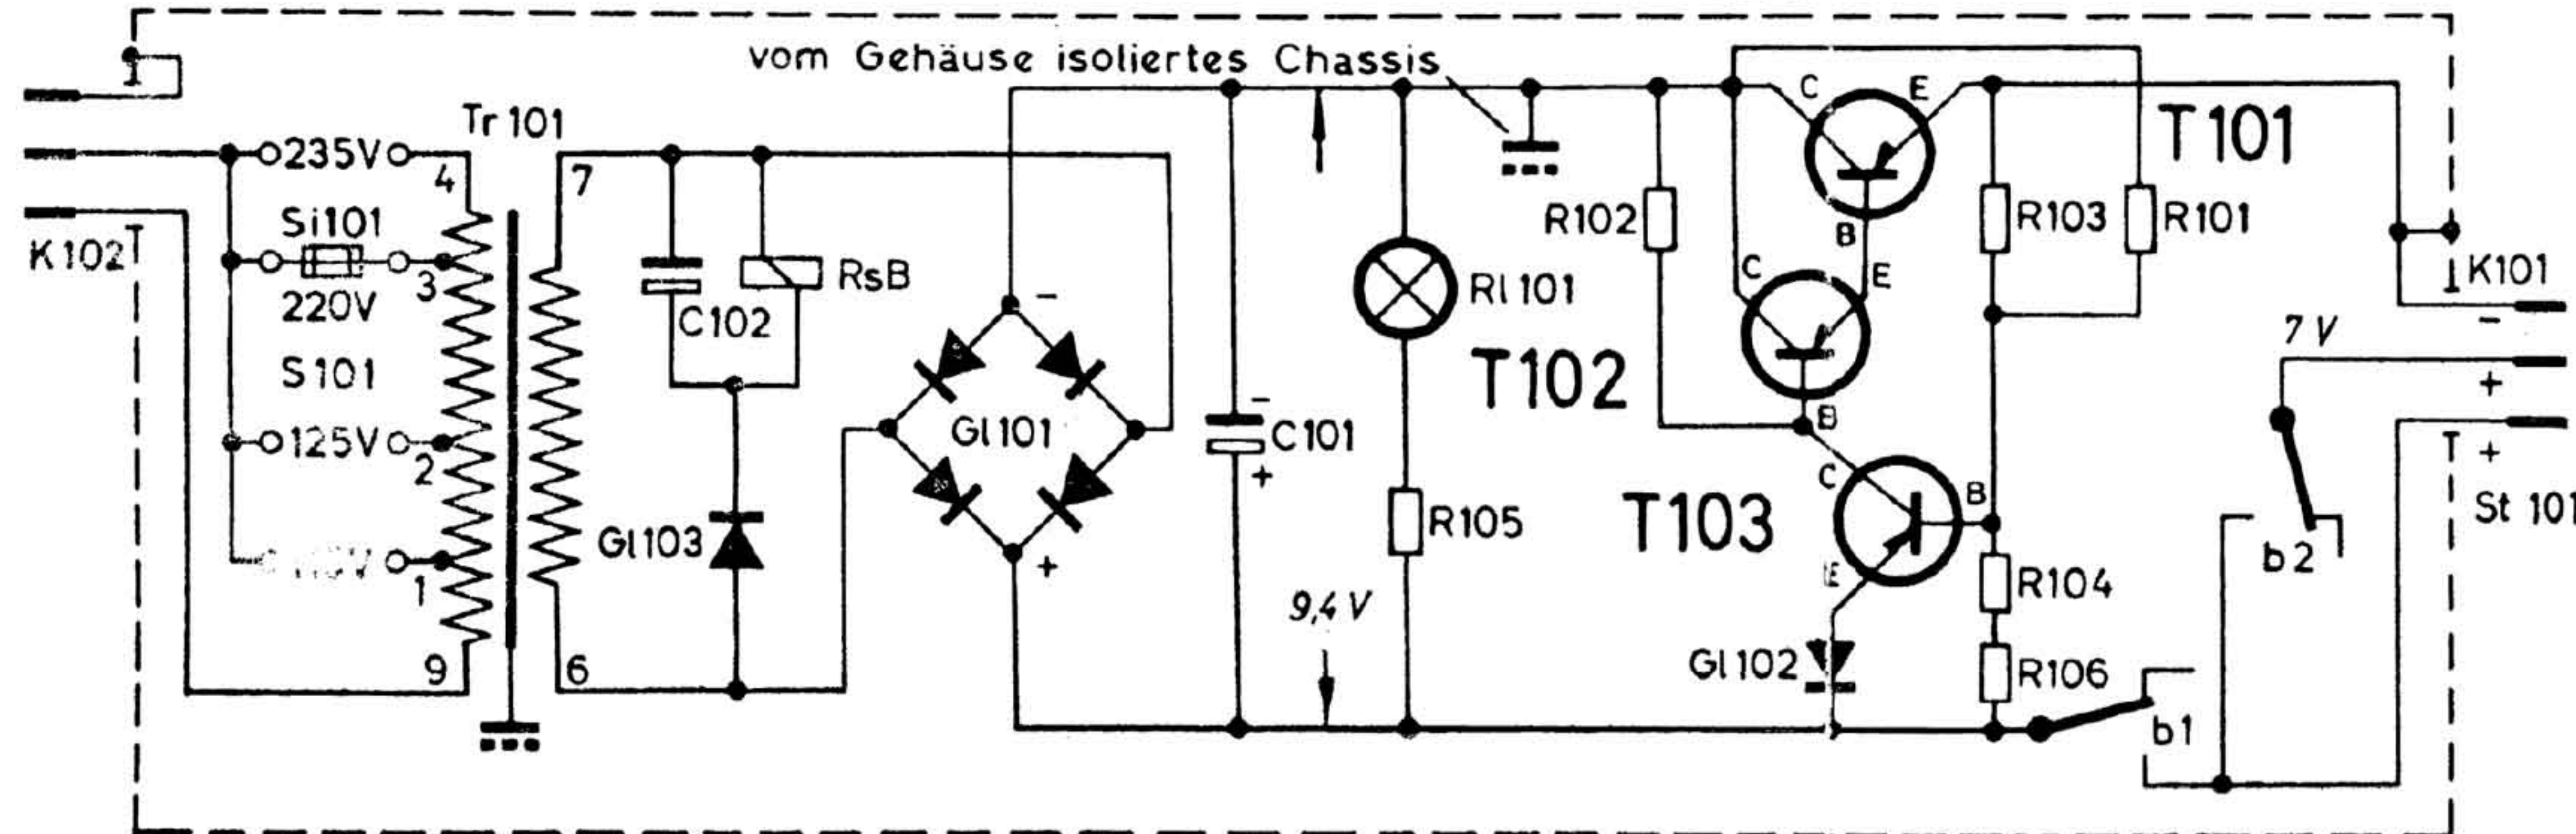 vom Gehäuse isoliertes Chassis
Tr 101
235V
4
7
Si101
3
220V
K102
S101
125V
2
1
9
6
C102
RsB
Gl103
Gl101
-
+
-
C101
+
9,4 V
Rl 101
R105
R102
C
E
T101
B
R103
R101
C
E
T102
B
C
B
T103
E
R104
Gl102
R106
b1
b2
7 V
K101
-
+
+
St 101